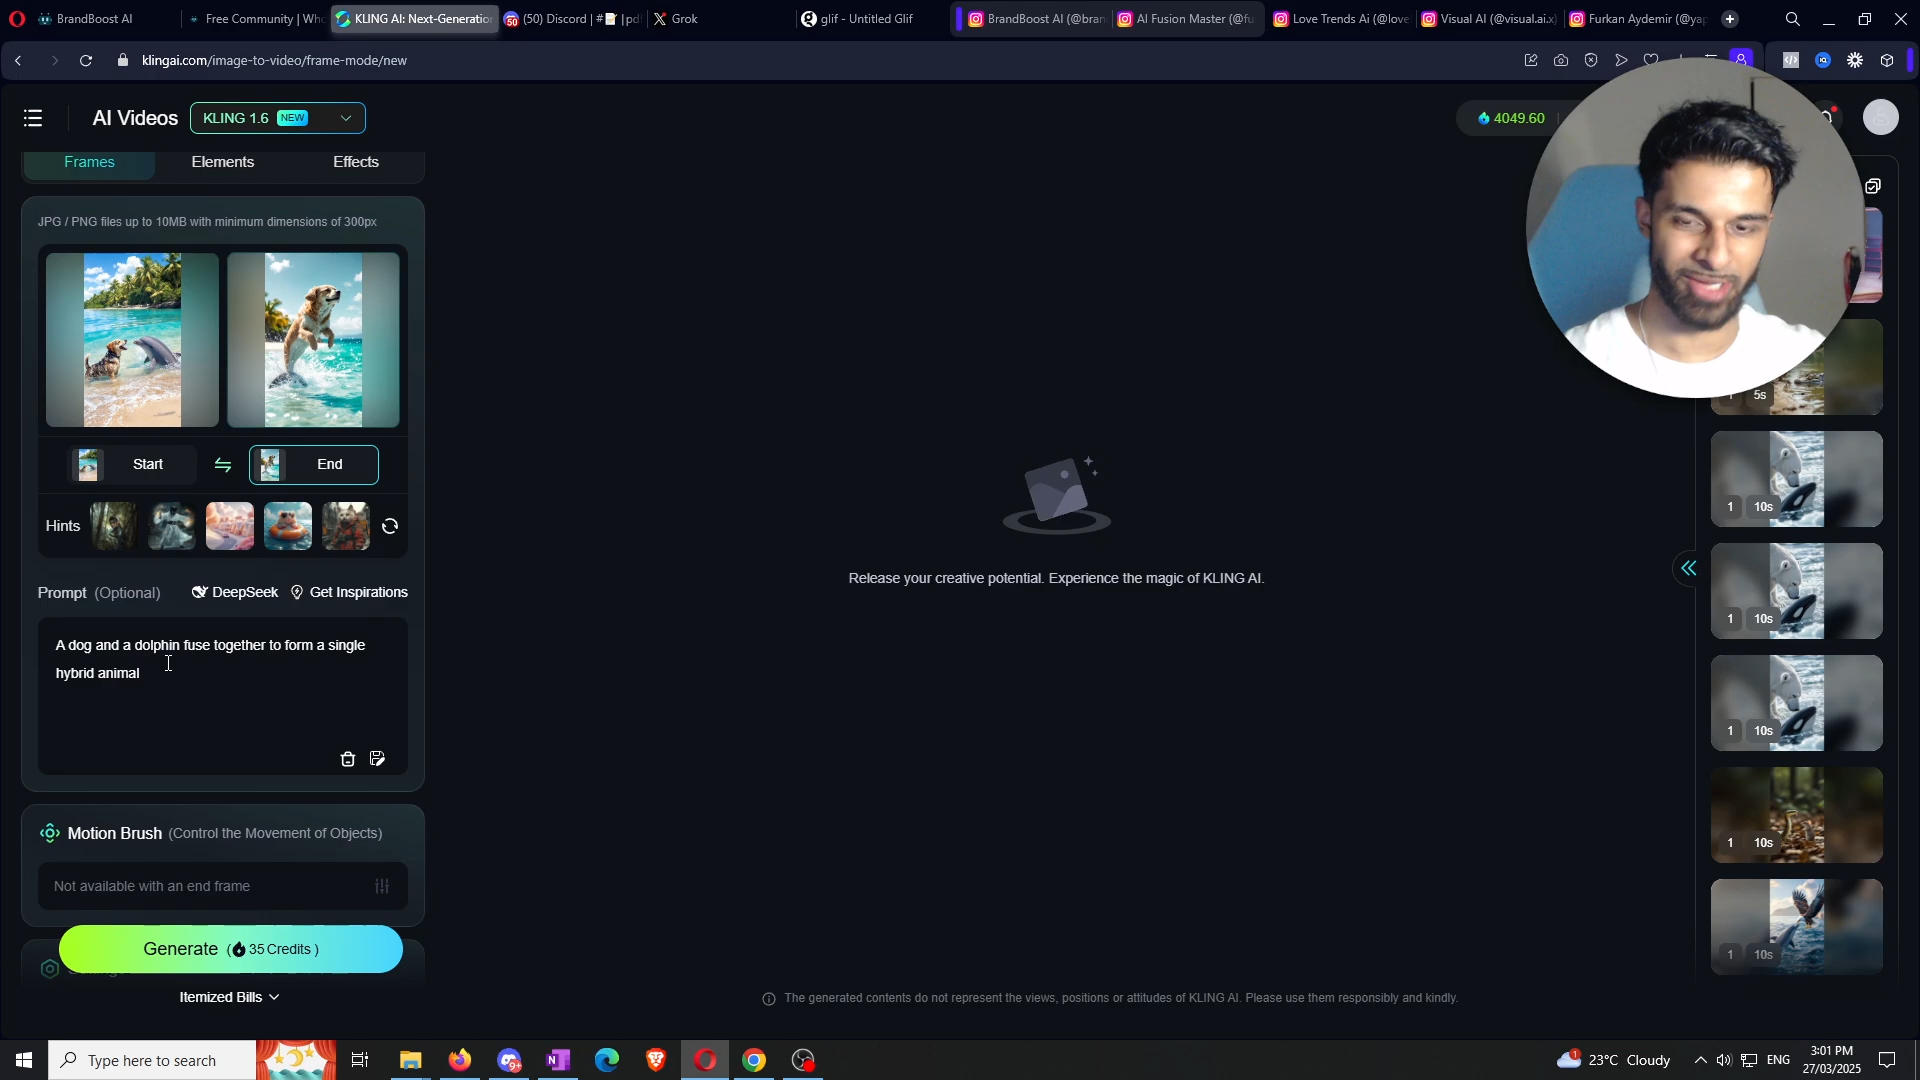 BrandBoost AI
Free Community | Who
KLING AI: Next-Generation
(50) Discord | #
Grok
glif - Untitled Glif
BrandBoost AI (@bran
AI Fusion Master (@fu
Love Trends Ai (@love
Visual AI (@visual.ai.x)
Furkan Aydemir (@yap
klingai.com/image-to-video/frame-mode/new
AI Videos
KLING 1.6 NEW
4049.60
Frames
Elements
Effects
JPG / PNG files up to 10MB with minimum dimensions of 300px
Start
End
Hints
Prompt (Optional)
DeepSeek
Get Inspirations
A dog and a dolphin fuse together to form a single
hybrid animal
Motion Brush (Control the Movement of Objects)
Not available with an end frame
Generate ( 35 Credits )
Itemized Bills
Release your creative potential. Experience the magic of KLING AI.
The generated contents do not represent the views, positions or attitudes of KLING AI. Please use them responsibly and kindly.
5s
1 10s
1 10s
1 10s
1 10s
1 10s
Type here to search
9+
1
23°C Cloudy
ENG
3:01 PM
27/03/2025